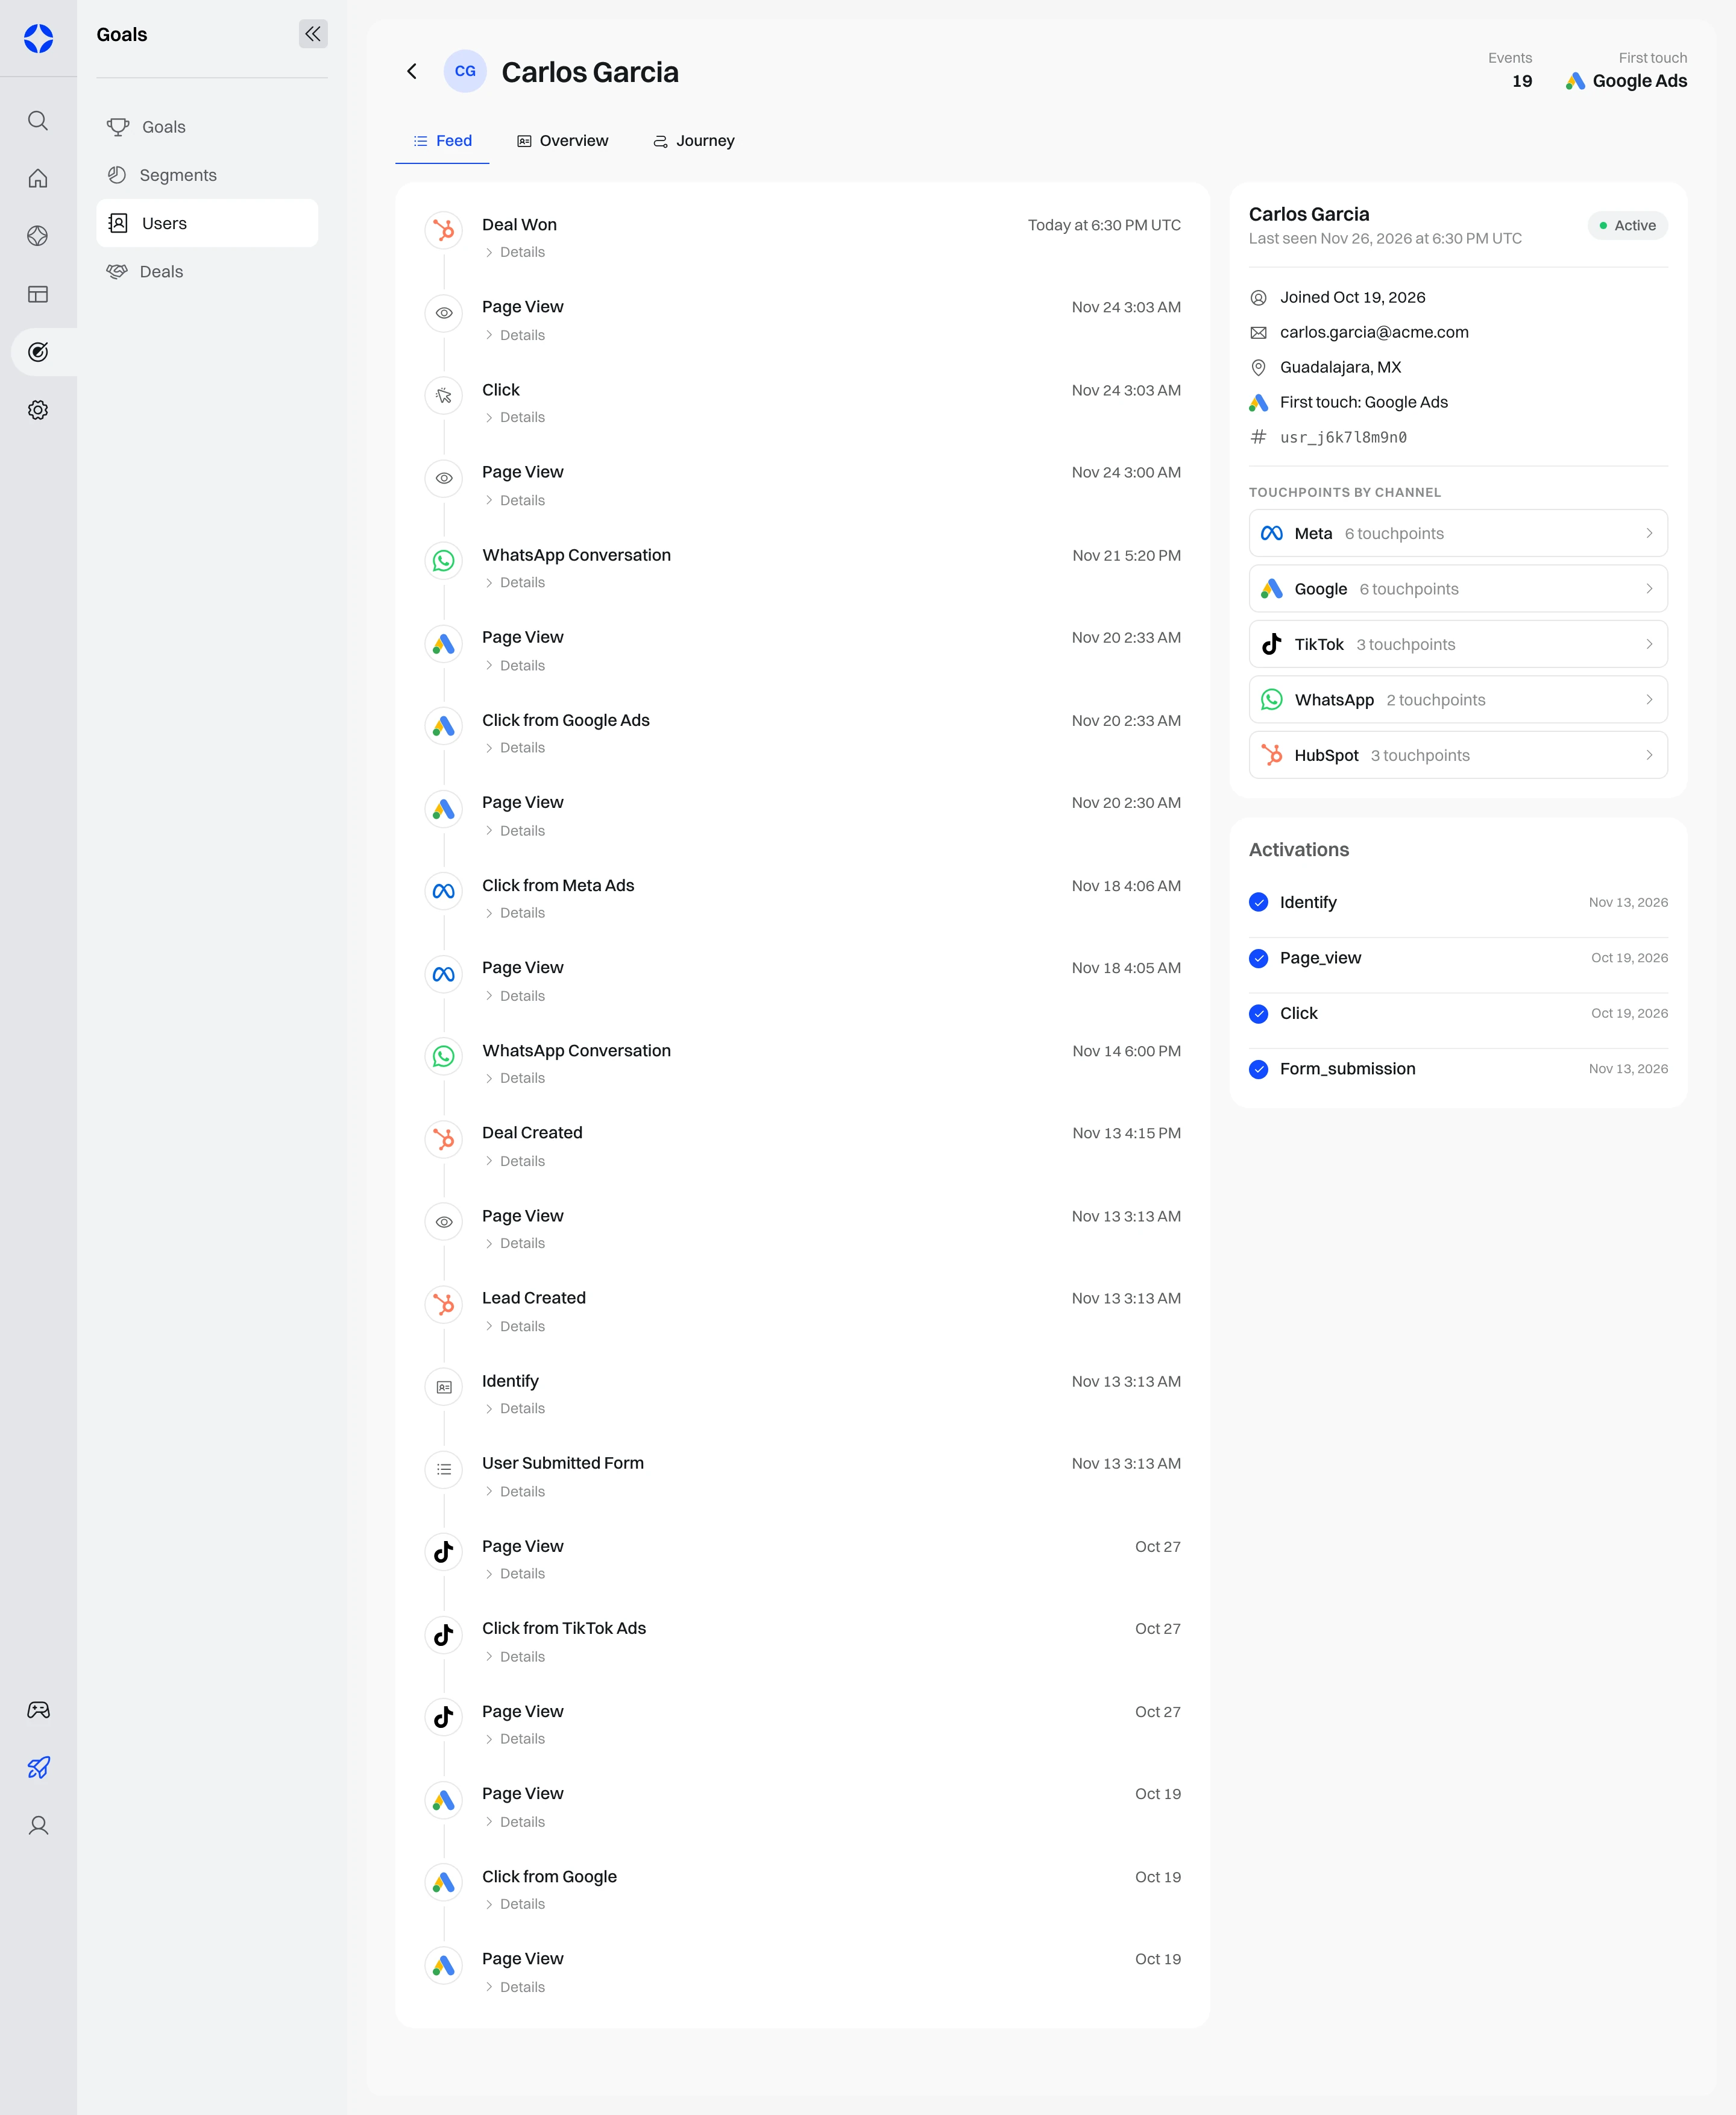 Goals
Goals
Segments
Users
Deals
CG
Carlos Garcia
Events
19
First touch
Google Ads
Feed
Overview
Journey
Deal Won
Today at 6:30 PM UTC
Details
Page View
Nov 24 3:03 AM
Details
Click
Nov 24 3:03 AM
Details
Page View
Nov 24 3:00 AM
Details
WhatsApp Conversation
Nov 21 5:20 PM
Details
Page View
Nov 20 2:33 AM
Details
Click from Google Ads
Nov 20 2:33 AM
Details
Page View
Nov 20 2:30 AM
Details
Click from Meta Ads
Nov 18 4:06 AM
Details
Page View
Nov 18 4:05 AM
Details
WhatsApp Conversation
Nov 14 6:00 PM
Details
Deal Created
Nov 13 4:15 PM
Details
Page View
Nov 13 3:13 AM
Details
Lead Created
Nov 13 3:13 AM
Details
Identify
Nov 13 3:13 AM
Details
User Submitted Form
Nov 13 3:13 AM
Details
Page View
Oct 27
Details
Click from TikTok Ads
Oct 27
Details
Page View
Oct 27
Details
Page View
Oct 19
Details
Click from Google
Oct 19
Details
Page View
Oct 19
Details
Carlos Garcia
Last seen Nov 26, 2026 at 6:30 PM UTC
Active
Joined Oct 19, 2026
carlos.garcia@acme.com
Guadalajara, MX
First touch: Google Ads
usr_j6k7l8m9n0
TOUCHPOINTS BY CHANNEL
Meta 6 touchpoints
Google 6 touchpoints
TikTok 3 touchpoints
WhatsApp 2 touchpoints
HubSpot 3 touchpoints
Activations
Identify
Nov 13, 2026
Page_view
Oct 19, 2026
Click
Oct 19, 2026
Form_submission
Nov 13, 2026